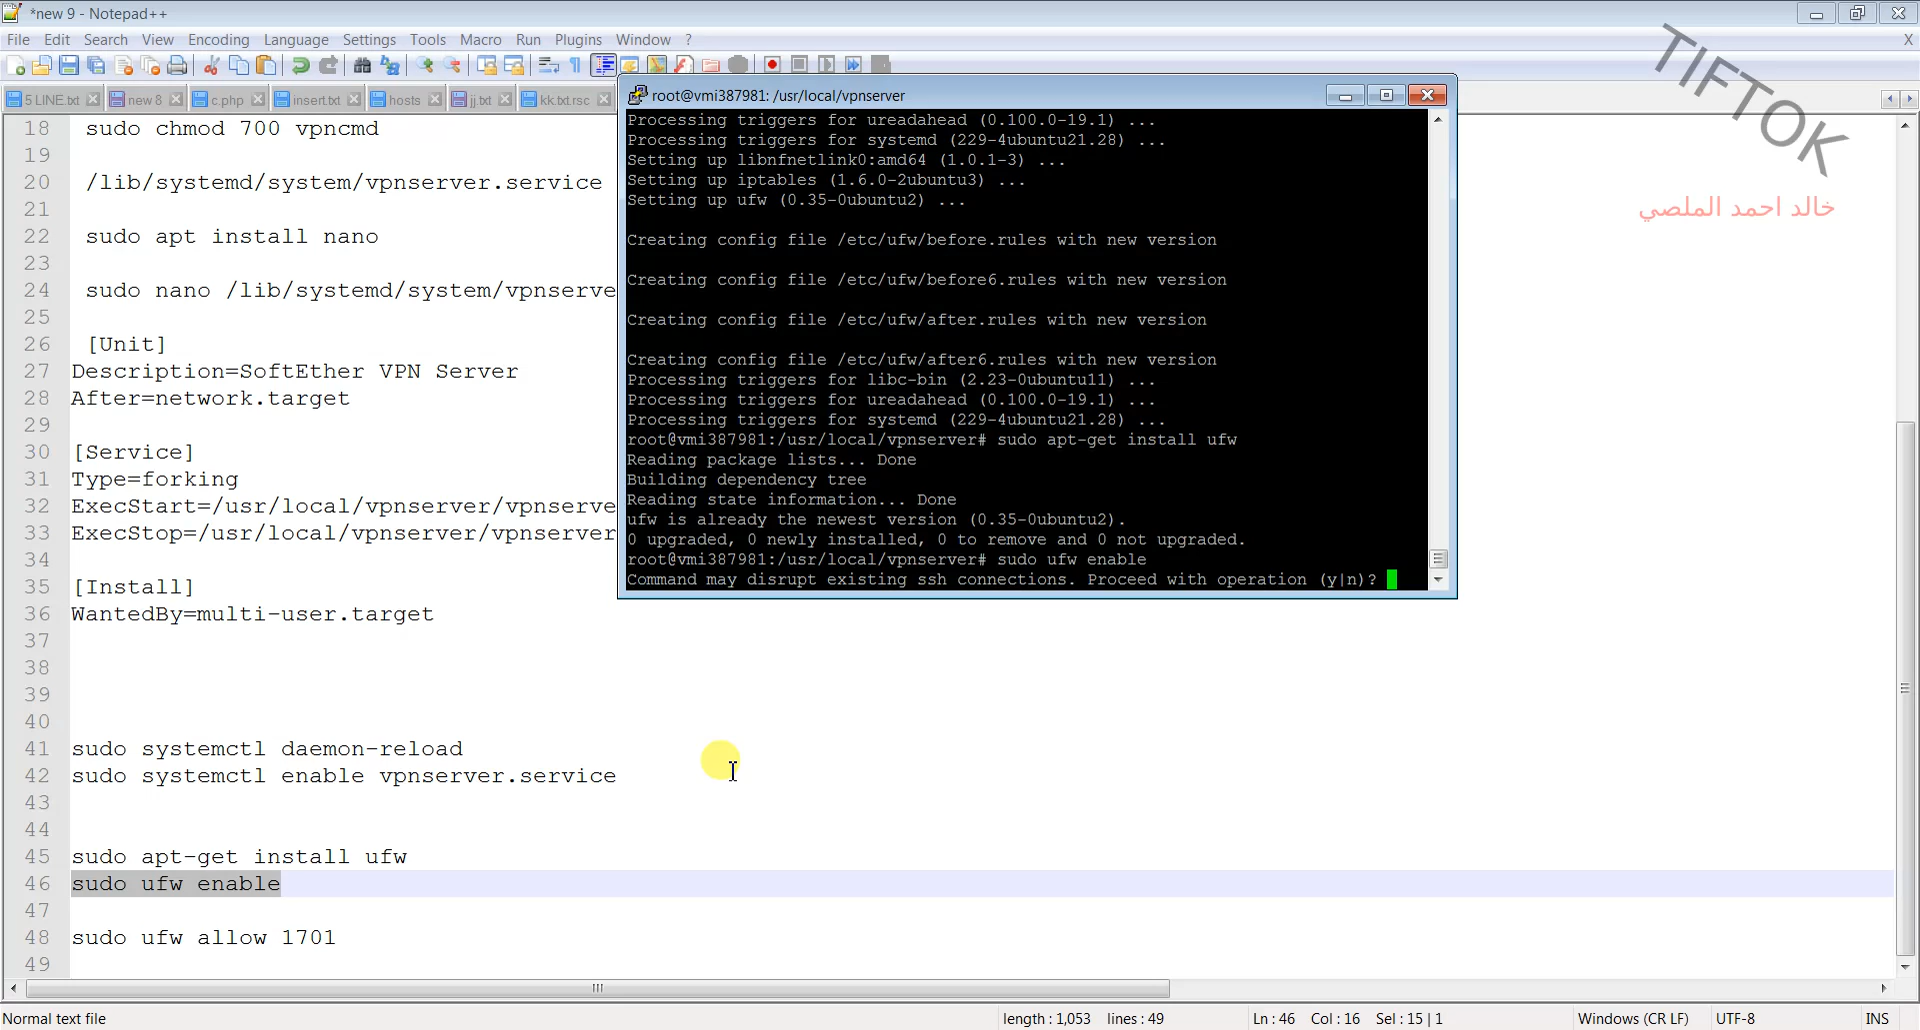 *new 9 - Notepad++
File Edit Search View Encoding Language Settings Tools Macro Run Plugins Window ? X
5 LINE.txt new 8 c.php insert.txt hosts jj.txt kk.txt.rsc
18 sudo chmod 700 vpncmd
19
20 /lib/systemd/system/vpnserver.service
21
22 sudo apt install nano
23
24 sudo nano /lib/systemd/system/vpnserve
25
26 [Unit]
27 Description=SoftEther VPN Server
28 After=network.target
29
30 [Service]
31 Type=forking
32 ExecStart=/usr/local/vpnserver/vpnserve
33 ExecStop=/usr/local/vpnserver/vpnserver
34
35 [Install]
36 WantedBy=multi-user.target
37
38
39
40
41 sudo systemctl daemon-reload
42 sudo systemctl enable vpnserver.service
43
44
45 sudo apt-get install ufw
46 sudo ufw enable
47
48 sudo ufw allow 1701
49
root@vmi387981: /usr/local/vpnserver
Processing triggers for ureadahead (0.100.0-19.1) ...
Processing triggers for systemd (229-4ubuntu21.28) ...
Setting up libnfnetlink0:amd64 (1.0.1-3) ...
Setting up iptables (1.6.0-2ubuntu3) ...
Setting up ufw (0.35-0ubuntu2) ...
Creating config file /etc/ufw/before.rules with new version
Creating config file /etc/ufw/before6.rules with new version
Creating config file /etc/ufw/after.rules with new version
Creating config file /etc/ufw/after6.rules with new version
Processing triggers for libc-bin (2.23-0ubuntu11) ...
Processing triggers for ureadahead (0.100.0-19.1) ...
Processing triggers for systemd (229-4ubuntu21.28) ...
root@vmi387981:/usr/local/vpnserver# sudo apt-get install ufw
Reading package lists... Done
Building dependency tree
Reading state information... Done
ufw is already the newest version (0.35-0ubuntu2).
0 upgraded, 0 newly installed, 0 to remove and 0 not upgraded.
root@vmi387981:/usr/local/vpnserver# sudo ufw enable
Command may disrupt existing ssh connections. Proceed with operation (y|n)?
TIFTOK
خالد احمد الملصي
Normal text file length : 1,053 lines : 49 Ln : 46 Col : 16 Sel : 15 | 1 Windows (CR LF) UTF-8 INS